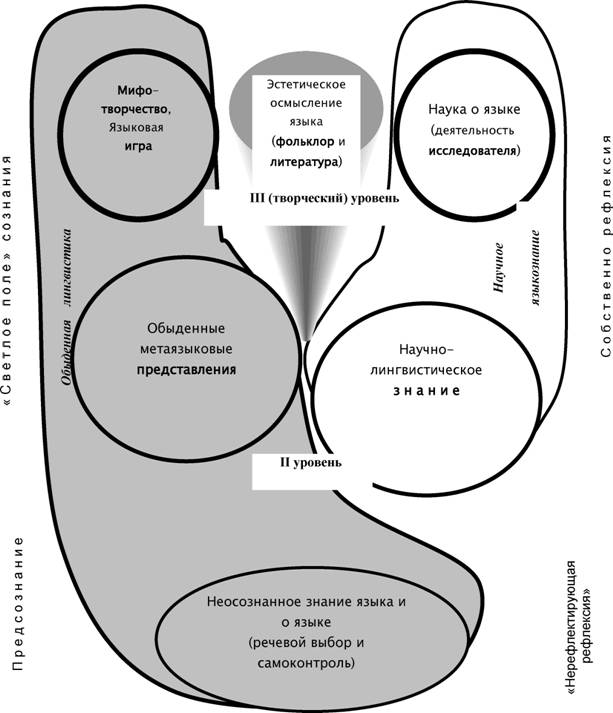 Мифо-
творчество,
Языковая
игра
Эстетическое
осмысление
языка
(фольклор и
литература)
Наука о языке
(деятельность
исследователя)
III (творческий) уровень
«Светлое поле» сознания
Обыденная лингвистика
Научное
языкознание
Собственно рефлексия
Обыденные
метаязыковые
представления
Научно-
лингвистическое
знание
II уровень
Предсознание
Неосознанное знание языка и
о языке
(речевой выбор и
самоконтроль)
«Нерефлектирующая
рефлексия»